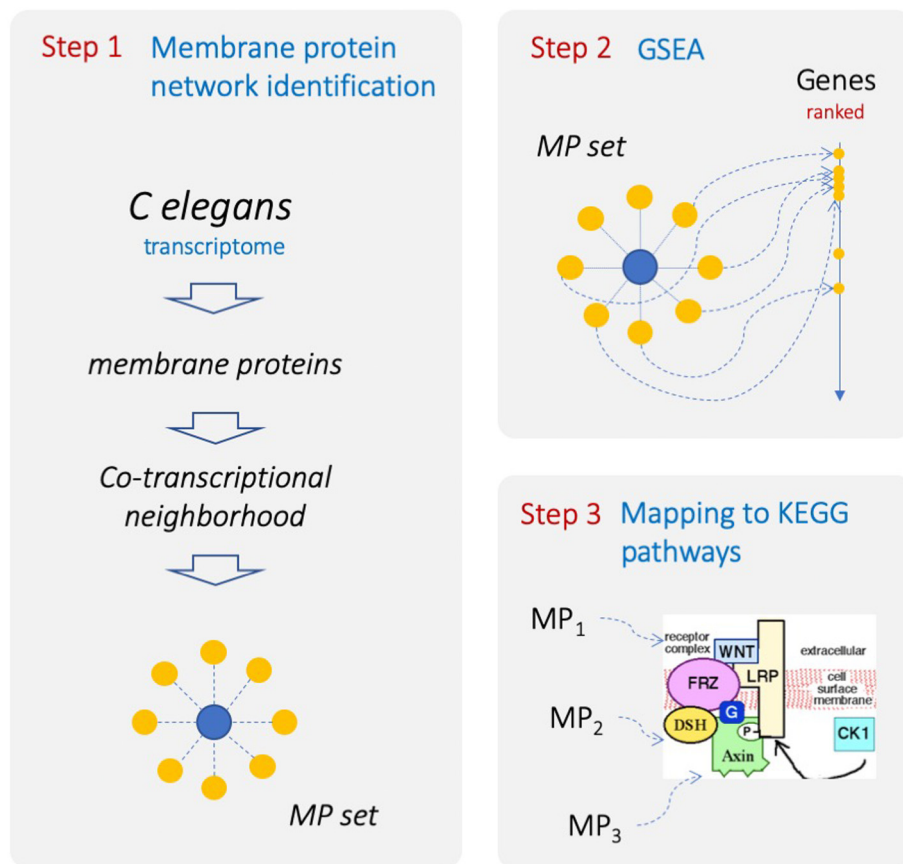 Step 1 Membrane protein
network identification
C elegans
transcriptome
membrane proteins
Co-transcriptional
neighborhood
MP set
Step 2 GSEA
Genes
ranked
MP set
Step 3 Mapping to KEGG
pathways
MP1
MP2
MP3
receptor
complex
WNT
extracellular
FRZ
LRP
cell
surface
membrane
DSH
G
P
Axin
CK1